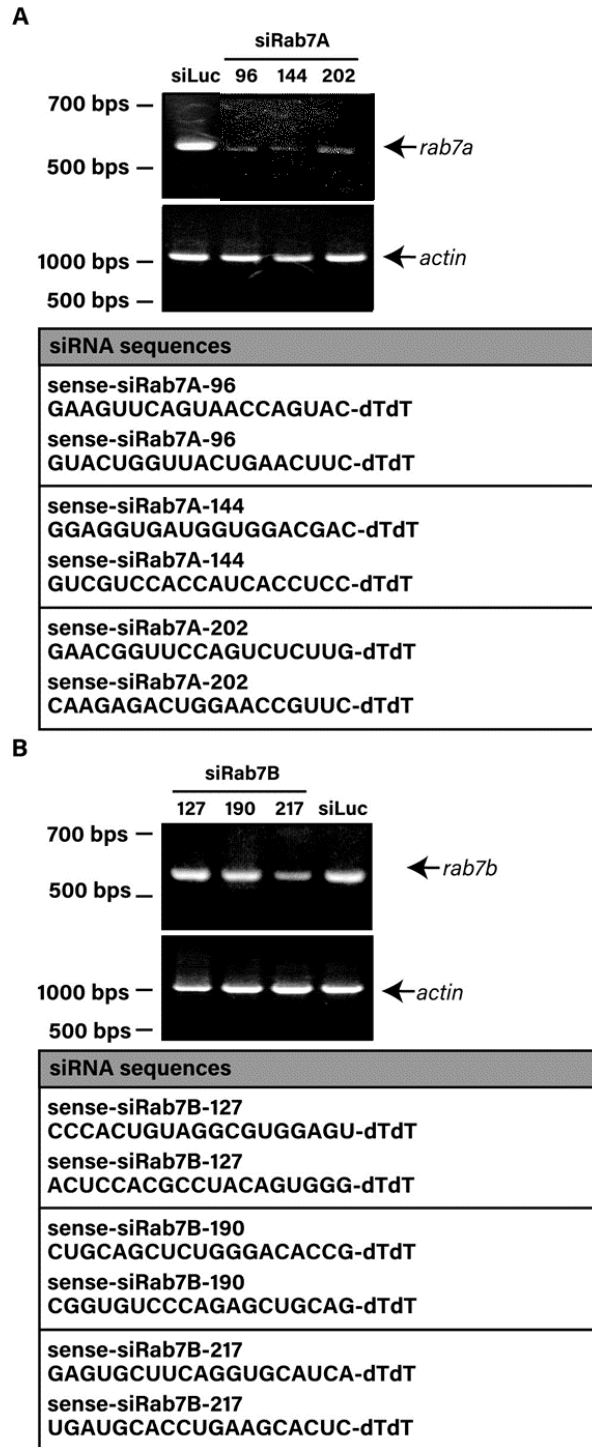 A
siRab7A
siLuc 96 144 202
700 bps
rab7a
500 bps
actin
1000 bps
500 bps
siRNA sequences
sense-siRab7A-96
GAAGUUCAGUAACCAGUAC-dTdT
sense-siRab7A-96
GUACUGGUUACUGAACUUC-dTdT
sense-siRab7A-144
GGAGGUGAUGGUGGACGAC-dTdT
sense-siRab7A-144
GUCGUCCACCAUCACCUCC-dTdT
sense-siRab7A-202
GAACGGUUCCAGUCUCUUG-dTdT
sense-siRab7A-202
CAAGAGACUGGAACCGUUC-dTdT
B
siRab7B
127 190 217 siLuc
700 bps
rab7b
500 bps
1000 bps
actin
500 bps
siRNA sequences
sense-siRab7B-127
CCCACUGUAGGCGUGGAGU-dTdT
sense-siRab7B-127
ACUCCACGCCUACAGUGGG-dTdT
sense-siRab7B-190
CUGCAGCUCUGGGACACCG-dTdT
sense-siRab7B-190
CGGUGUCCCAGAGCUGCAG-dTdT
sense-siRab7B-217
GAGUGCUUCAGGUGCAUCA-dTdT
sense-siRab7B-217
UGAUGCACCUGAAGCACUC-dTdT